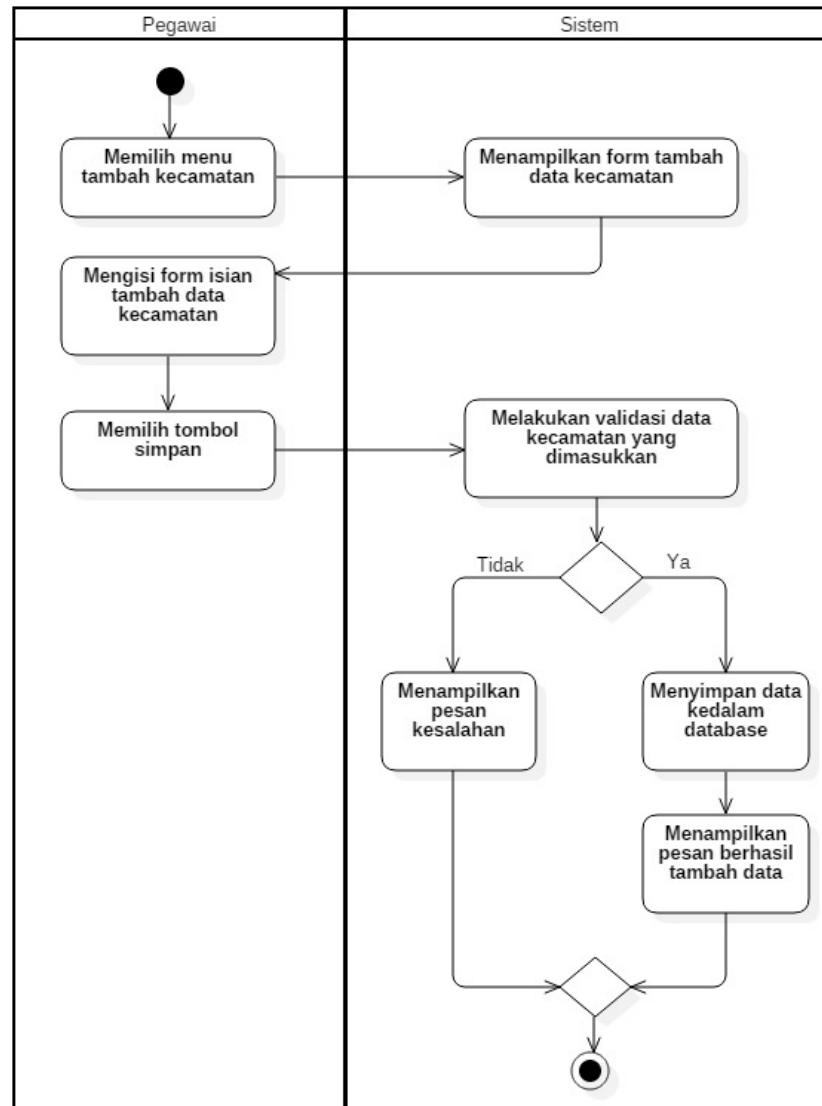 Pegawai
Sistem
Memilih menu
tambah kecamatan
Menampilkan form tambah
data kecamatan
Mengisi form isian
tambah data
kecamatan
Memilih tombol
simpan
Melakukan validasi data
kecamatan yang
dimasukkan
Tidak
Ya
Menampilkan
pesan
kesalahan
Menyimpan data
kedalam
database
Menampilkan
pesan berhasil
tambah data